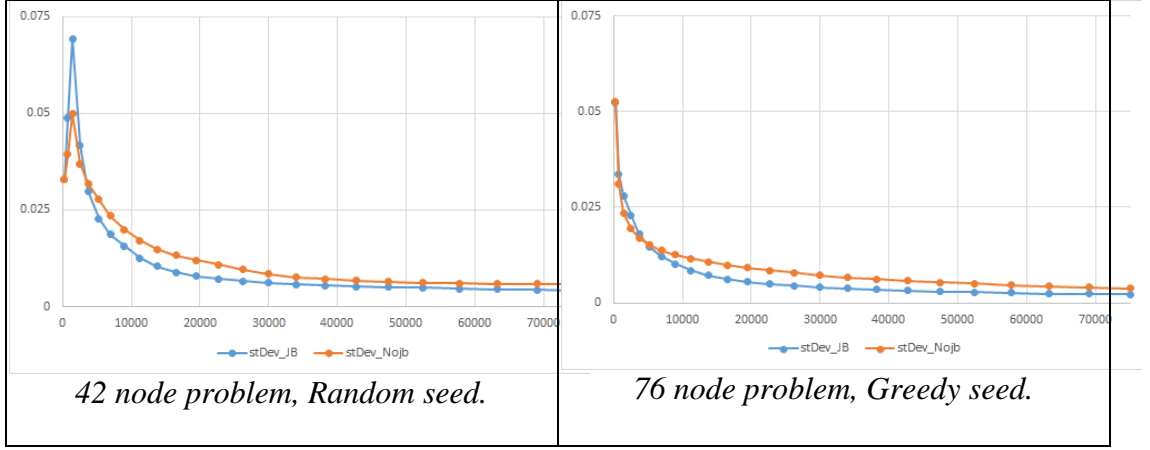 0.075
0.05
0.025
0
0 10000 20000 30000 40000 50000 60000 70000
stDev_JB stDev_Nojb
42 node problem, Random seed.
0.075
0.05
0.025
0
0 10000 20000 30000 40000 50000 60000 70000
stDev_JB stDev_Nojb
76 node problem, Greedy seed.